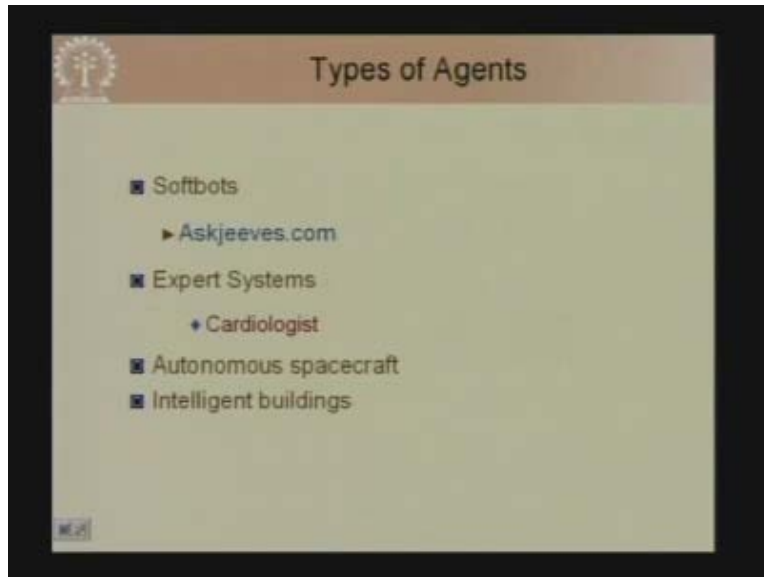 Types of Agents
Softbots
Askjeeves.com
Expert Systems
Cardiologist
Autonomous spacecraft
Intelligent buildings